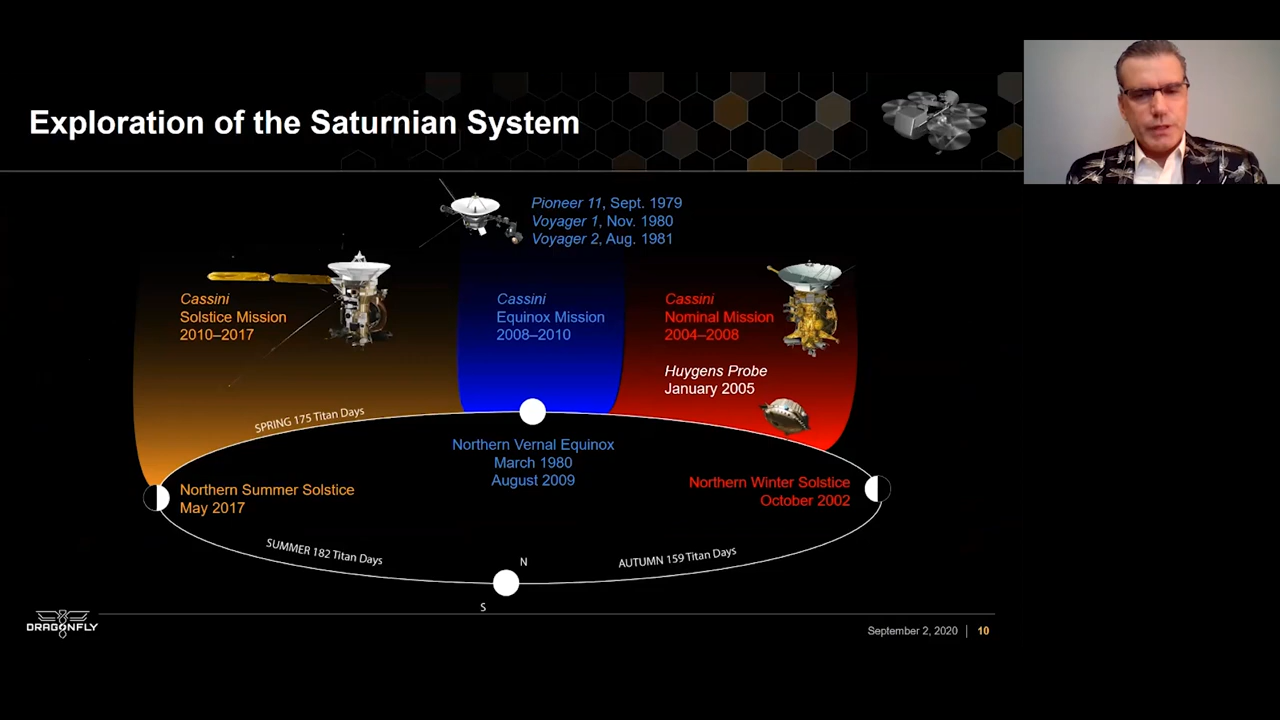 Exploration of the Saturnian System
Pioneer 11, Sept. 1979
Voyager 1, Nov. 1980
Voyager 2, Aug. 1981
Cassini
Solstice Mission
2010–2017
Cassini
Equinox Mission
2008–2010
Cassini
Nominal Mission
2004–2008
Huygens Probe
January 2005
SPRING 175 Titan Days
Northern Vernal Equinox
March 1980
August 2009
Northern Summer Solstice
May 2017
Northern Winter Solstice
October 2002
SUMMER 182 Titan Days
N
AUTUMN 159 Titan Days
S
DRAGONFLY
September 2, 2020 | 10